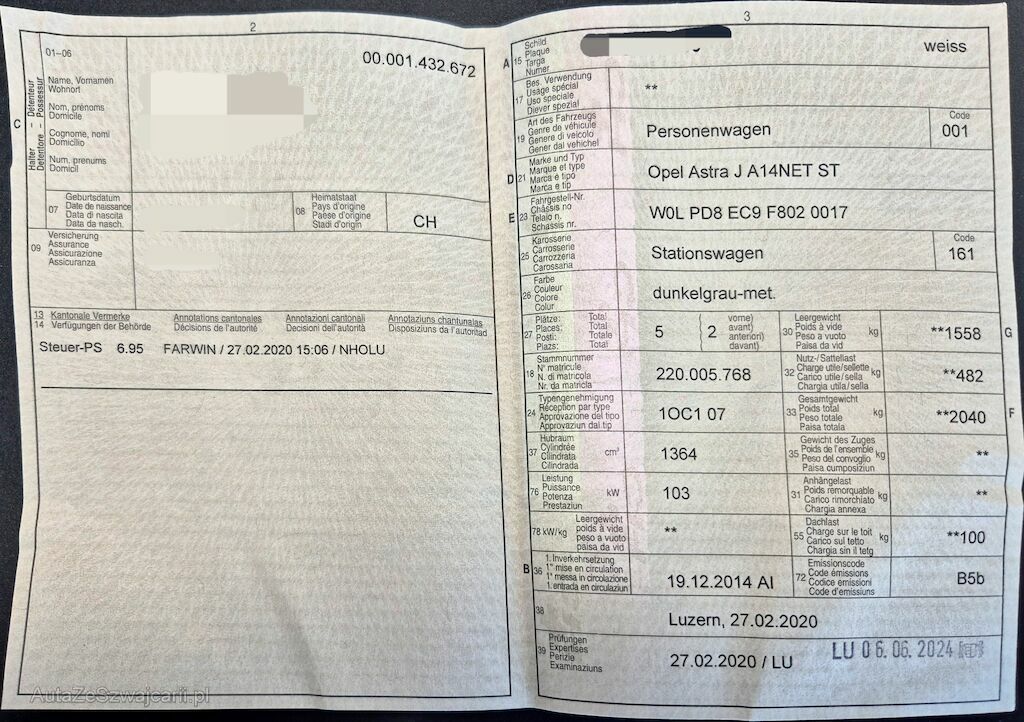 2
01-06
00.001.432.672
C
Halter – Detenteur
Detentore – Possessur
Name, Vornamen
Wohnort
Nom, prénoms
Domicile
Cognome, nomi
Domicilio
Num, prenums
Domicil
07
Geburtsdatum
Date de naissance
Data di nascita
Data da nasch.
08
Heimatstaat
Pays d'origine
Paese d'origine
Stadi d'origin
CH
09
Versicherung
Assurance
Assicurazione
Assicuranza
13
14
Kantonale Vermerke
Verfügungen der Behörde
Annotations cantonales
Décisions de l'autorité
Annotazioni cantonali
Decisioni dell'autorità
Annotaziuns chantunalas
Disposiziuns da l'autoritad
Steuer-PS 6.95 FARWIN / 27.02.2020 15:06 / NHOLU
3
A
15
Schild
Plaque
Targa
Numer
weiss
17
Bes. Verwendung
Usage spécial
Uso speciale
Diever spezial
**
19
Art des Fahrzeugs
Genre de véhicule
Genere di veicolo
Gener dal vehichel
Personenwagen
Code
001
D
21
Marke und Typ
Marque et type
Marca e tipo
Marca e tip
Opel Astra J A14NET ST
E
23
Fahrgestell-Nr.
Châssis no
Telaio n.
Schassis nr.
W0L PD8 EC9 F802 0017
25
Karosserie
Carrosserie
Carrozzeria
Carossaria
Stationswagen
Code
161
26
Farbe
Couleur
Colore
Colur
dunkelgrau-met.
27
Plätze: Total
Places: Total
Posti: Totale
Plazs: Total
5
2
vorne)
avant)
anteriori)
davant)
30
Leergewicht
Poids à vide
Peso a vuoto
Paisa da vid
kg
**1558
G
18
Stammnummer
N° matricule
N. di matricola
Nr. da matricla
220.005.768
32
Nutz-/Sattellast
Charge utile/sellette
Carico utile/sella
Chargia utila/sella
kg
**482
24
Typengenehmigung
Réception par type
Approvazione del tipo
Approvaziun dal tip
1OC1 07
33
Gesamtgewicht
Poids total
Peso totale
Paisa totala
kg
**2040
F
37
Hubraum
Cylindrée
Cilindrata
Cilindrada
cm³
1364
35
Gewicht des Zuges
Poids de l'ensemble
Peso del convoglio
Paisa cumposiziun
kg
**
76
Leistung
Puissance
Potenza
Prestaziun
kW
103
31
Anhängelast
Poids remorquable
Carico rimorchiato
Chargia annexa
kg
**
78 kW/kg
Leergewicht
poids à vide
peso a vuoto
paisa da vid
**
55
Dachlast
Charge sur le toit
Carico sul tetto
Chargia sin il tetg
kg
**100
B
36
1. Inverkehrsetzung
1re mise en circulation
1a messa in circolazione
1. entrada en circulaziun
19.12.2014 AI
72
Emissionscode
Code émissions
Codice emissioni
Code d'emissiuns
B5b
38
Luzern, 27.02.2020
39
Prüfungen
Expertises
Perizie
Examinaziuns
27.02.2020 / LU
LU 06.06.2024
AutaZeSzwajcarii.pl